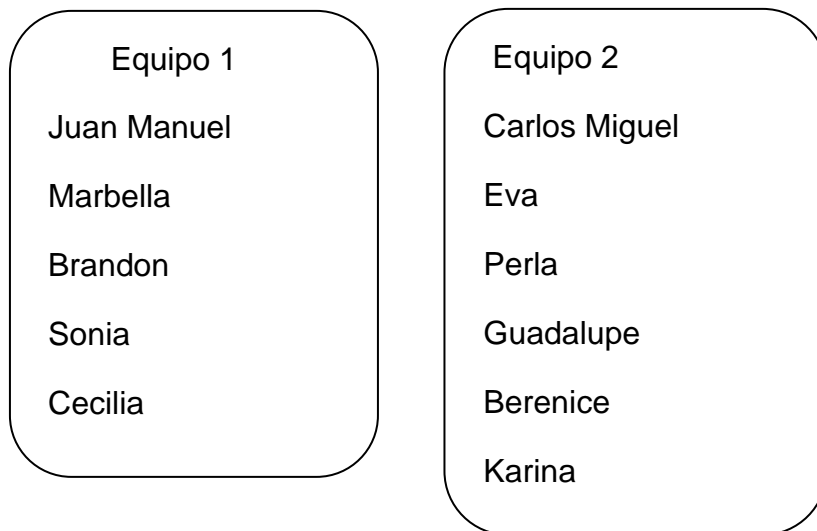 Equipo 1
Juan Manuel
Marbella
Brandon
Sonia
Cecilia
Equipo 2
Carlos Miguel
Eva
Perla
Guadalupe
Berenice
Karina